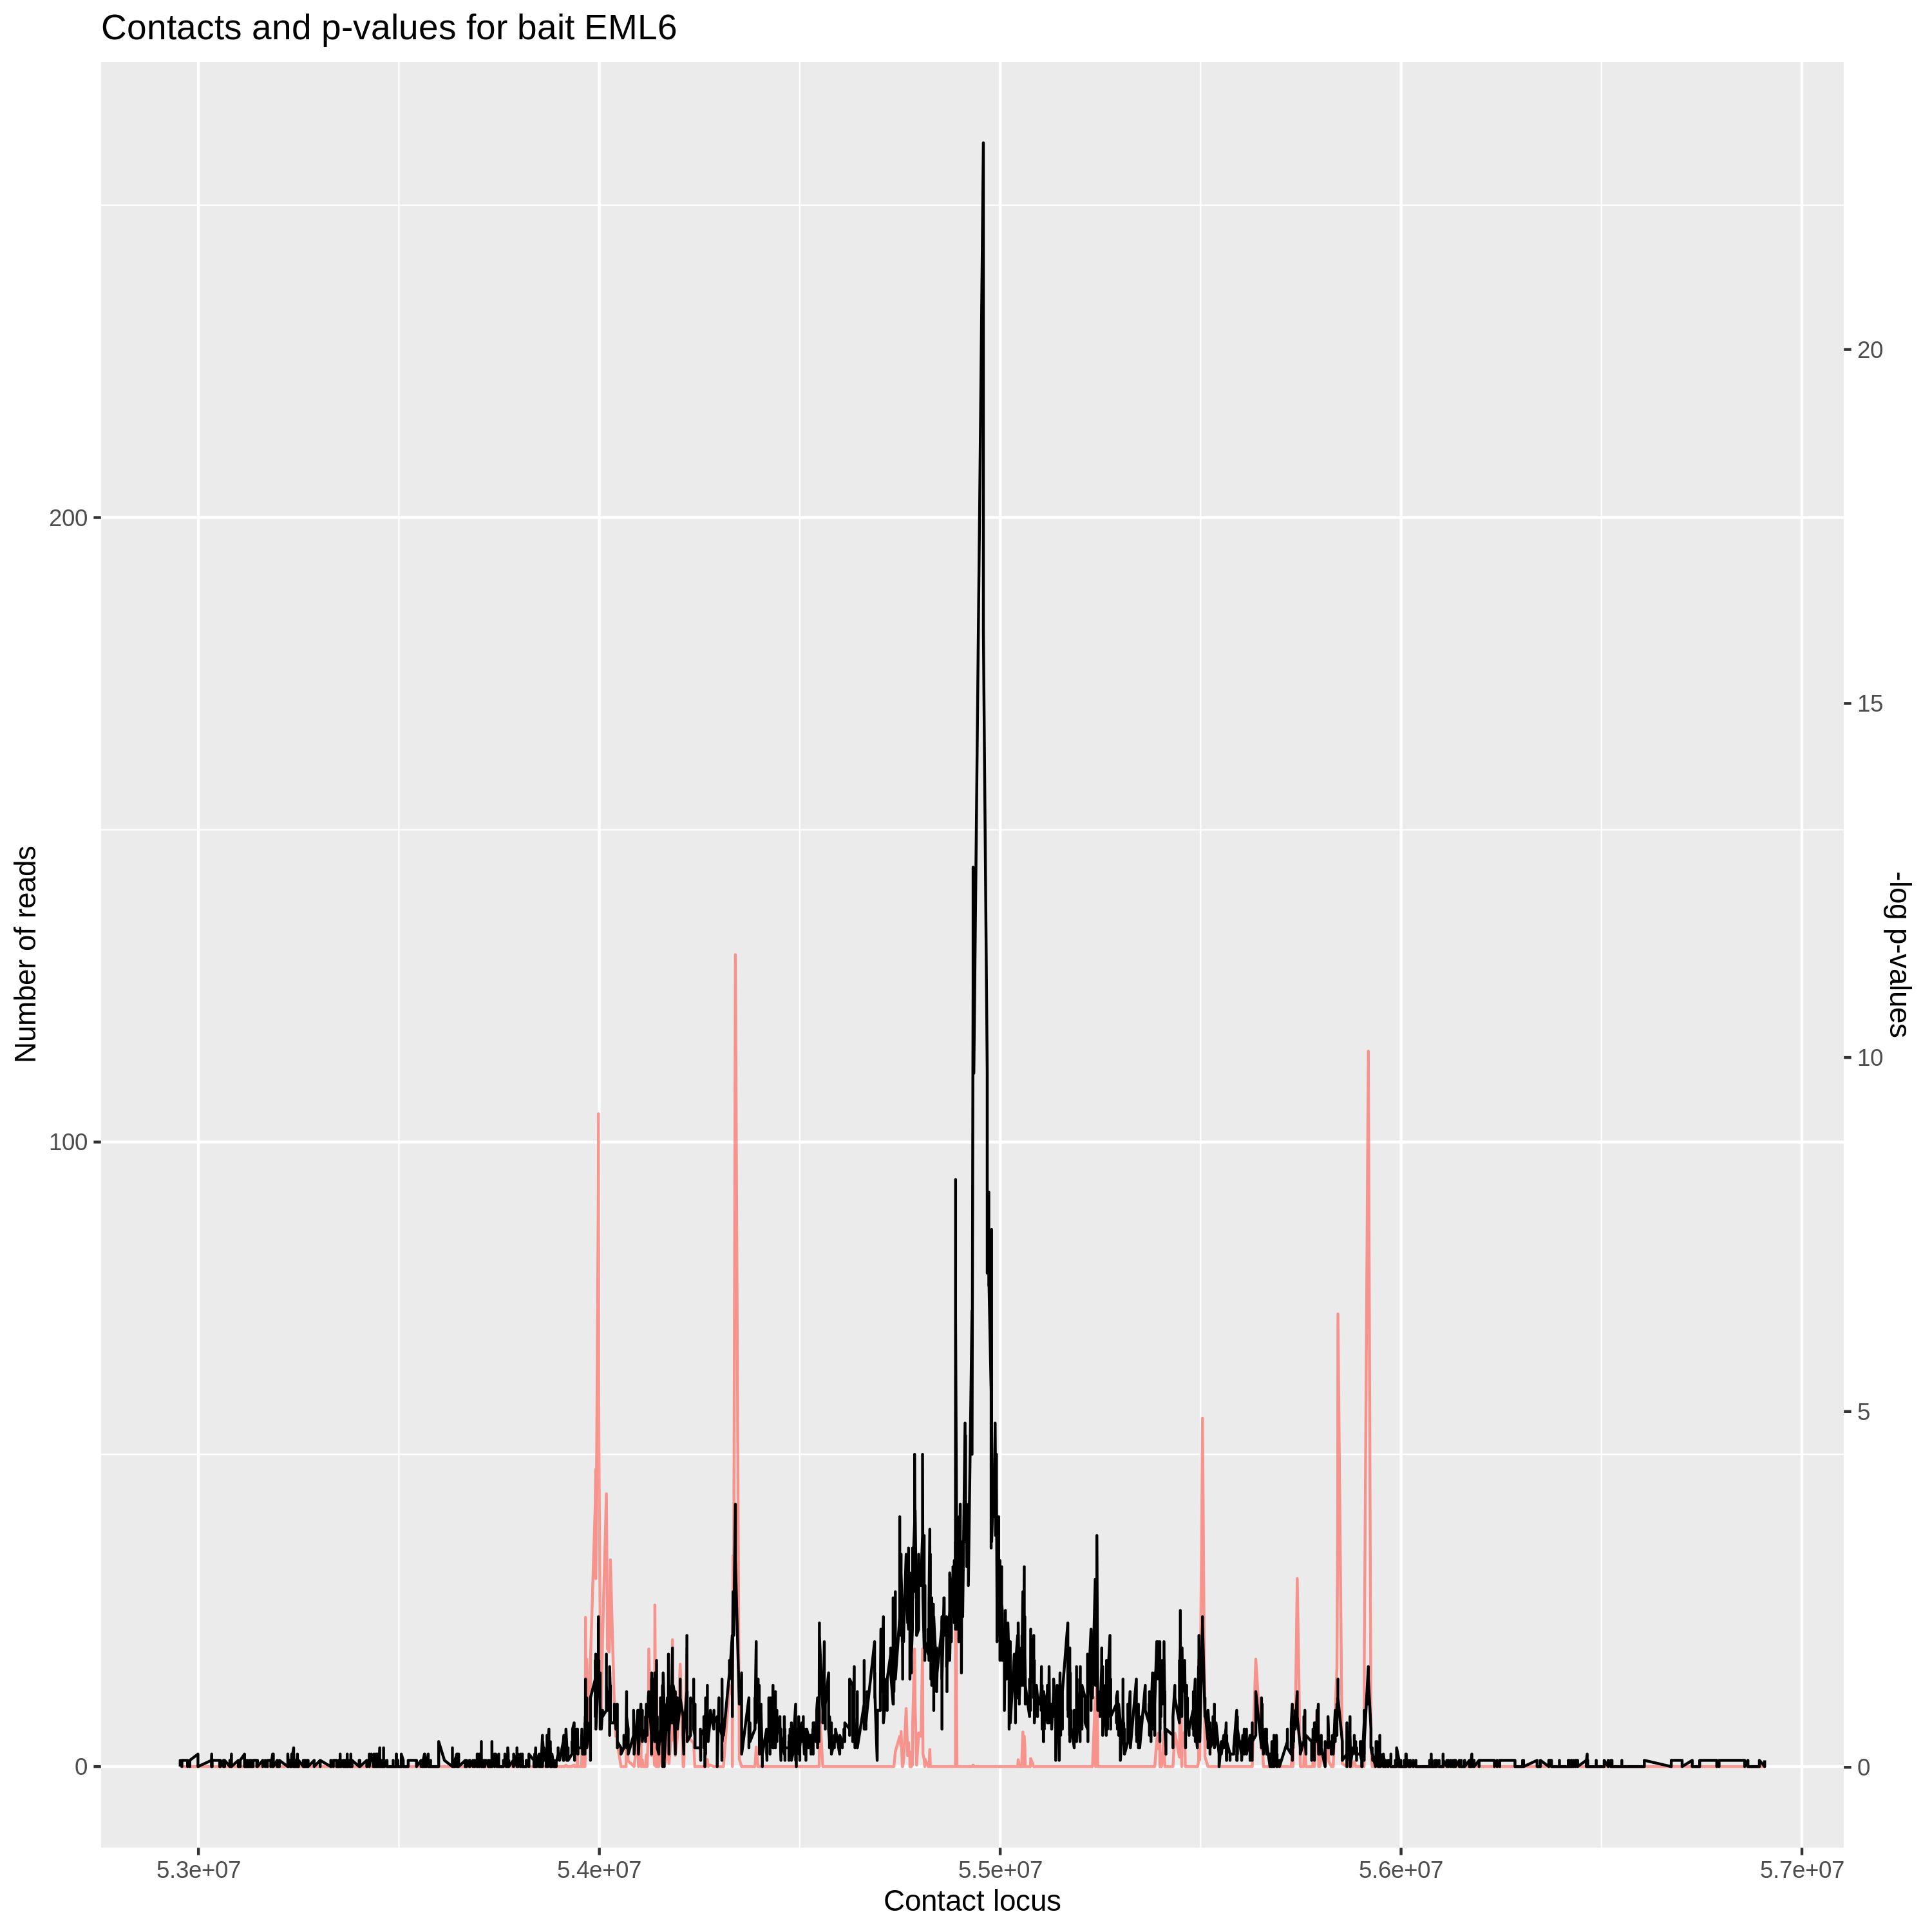 Contacts and p-values for bait EML6
Number of reads
200
100
0
20
15
10
5
0
-log p-values
5.3e+07
5.4e+07
5.5e+07
5.6e+07
5.7e+07
Contact locus